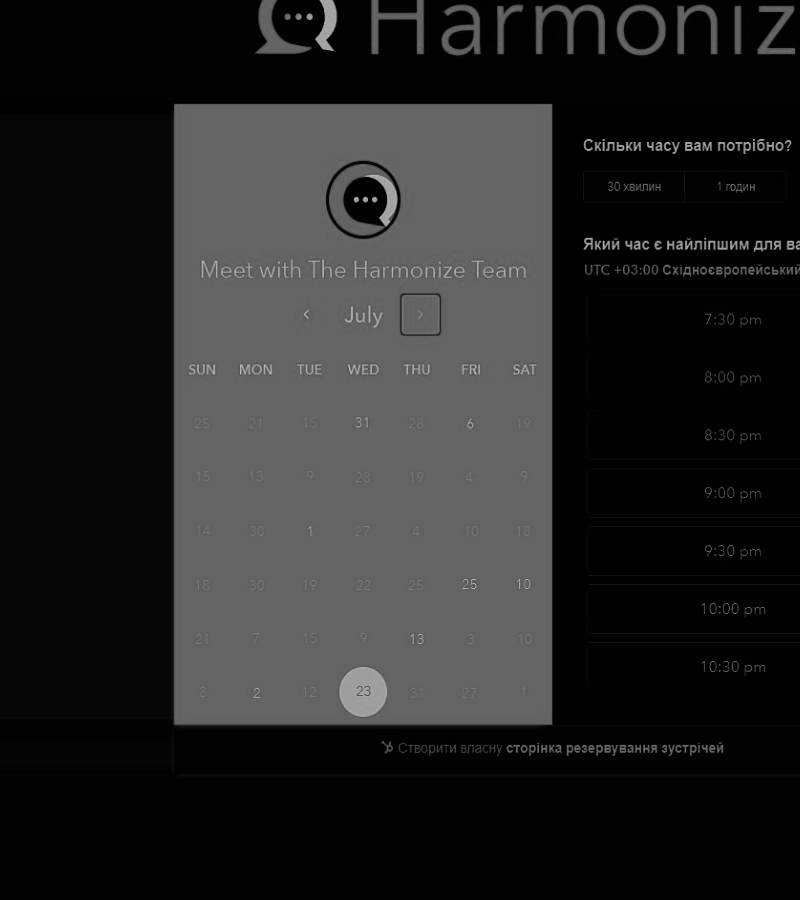 Harmoniz
Meet with The Harmonize Team
‹ July ›
SUN MON TUE WED THU FRI SAT
25 21 15 31 28 6 19
15 13 9 28 19 4 9
14 30 1 27 4 10 18
18 30 19 22 25 25 10
21 7 15 9 13 3 10
8 2 12 23 31 27 1
Скільки часу вам потрібно?
30 хвилин 1 годин
Який час є найліпшим для ва
UTC +03:00 Східноєвропейський
7:30 pm
8:00 pm
8:30 pm
9:00 pm
9:30 pm
10:00 pm
10:30 pm
Створити власну сторінка резервування зустрічей